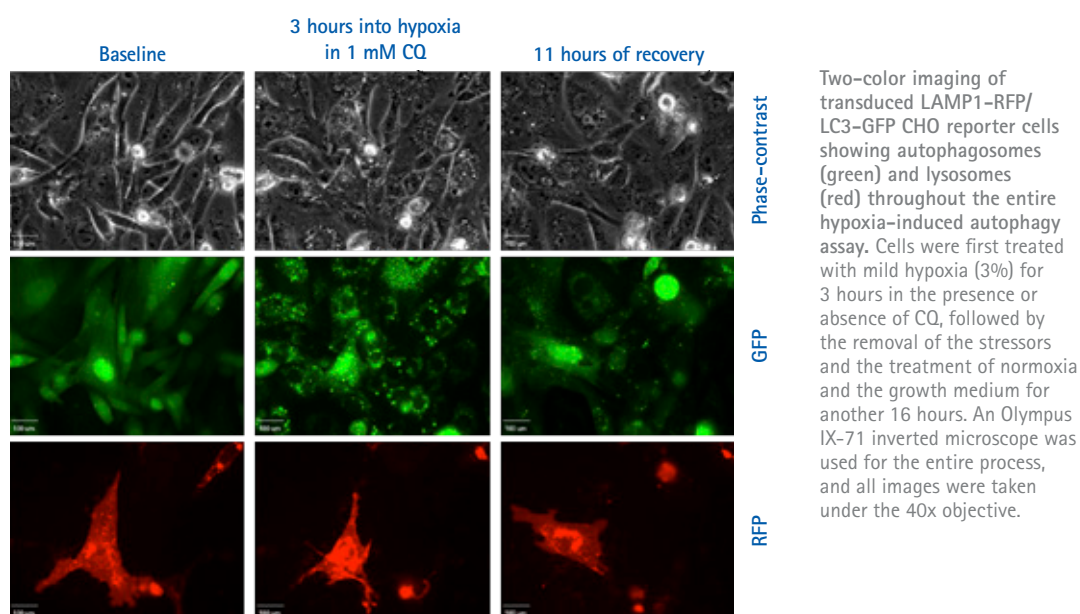 Baseline
3 hours into hypoxia
in 1 mM CQ
11 hours of recovery
Phase-contrast
GFP
RFP
Two-color imaging of
transduced LAMP1-RFP/
LC3-GFP CHO reporter cells
showing autophagosomes
(green) and lysosomes
(red) throughout the entire
hypoxia-induced autophagy
assay. Cells were first treated
with mild hypoxia (3%) for
3 hours in the presence or
absence of CQ, followed by
the removal of the stressors
and the treatment of normoxia
and the growth medium for
another 16 hours. An Olympus
IX-71 inverted microscope was
used for the entire process,
and all images were taken
under the 40x objective.